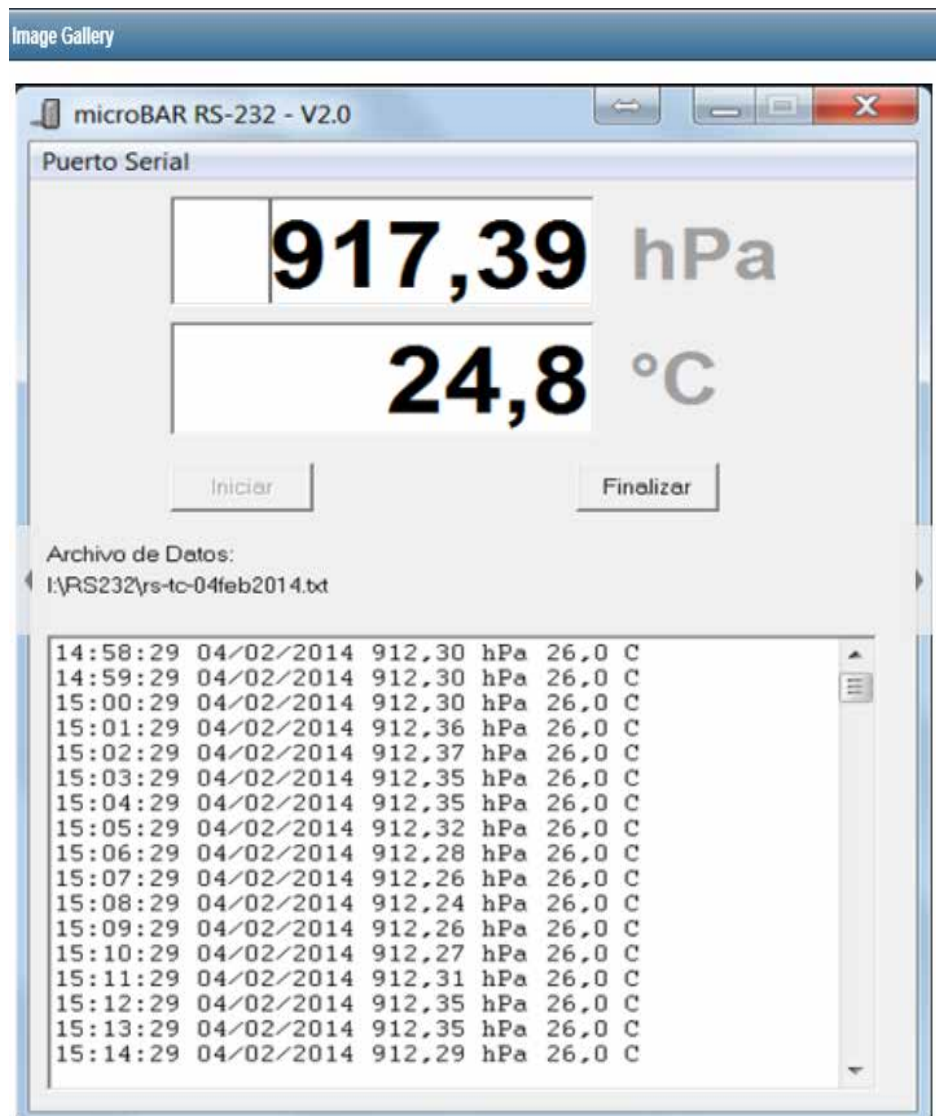 Image Gallery
microBAR RS-232 - V2.0
Puerto Serial
917,39 hPa
24,8 °C
Iniciar Finalizar
Archivo de Datos:
I:\RS232\rs-tc-04feb2014.txt
14:58:29 04/02/2014 912,30 hPa 26,0 C
14:59:29 04/02/2014 912,30 hPa 26,0 C
15:00:29 04/02/2014 912,30 hPa 26,0 C
15:01:29 04/02/2014 912,36 hPa 26,0 C
15:02:29 04/02/2014 912,37 hPa 26,0 C
15:03:29 04/02/2014 912,35 hPa 26,0 C
15:04:29 04/02/2014 912,35 hPa 26,0 C
15:05:29 04/02/2014 912,32 hPa 26,0 C
15:06:29 04/02/2014 912,28 hPa 26,0 C
15:07:29 04/02/2014 912,26 hPa 26,0 C
15:08:29 04/02/2014 912,24 hPa 26,0 C
15:09:29 04/02/2014 912,26 hPa 26,0 C
15:10:29 04/02/2014 912,27 hPa 26,0 C
15:11:29 04/02/2014 912,31 hPa 26,0 C
15:12:29 04/02/2014 912,35 hPa 26,0 C
15:13:29 04/02/2014 912,35 hPa 26,0 C
15:14:29 04/02/2014 912,29 hPa 26,0 C